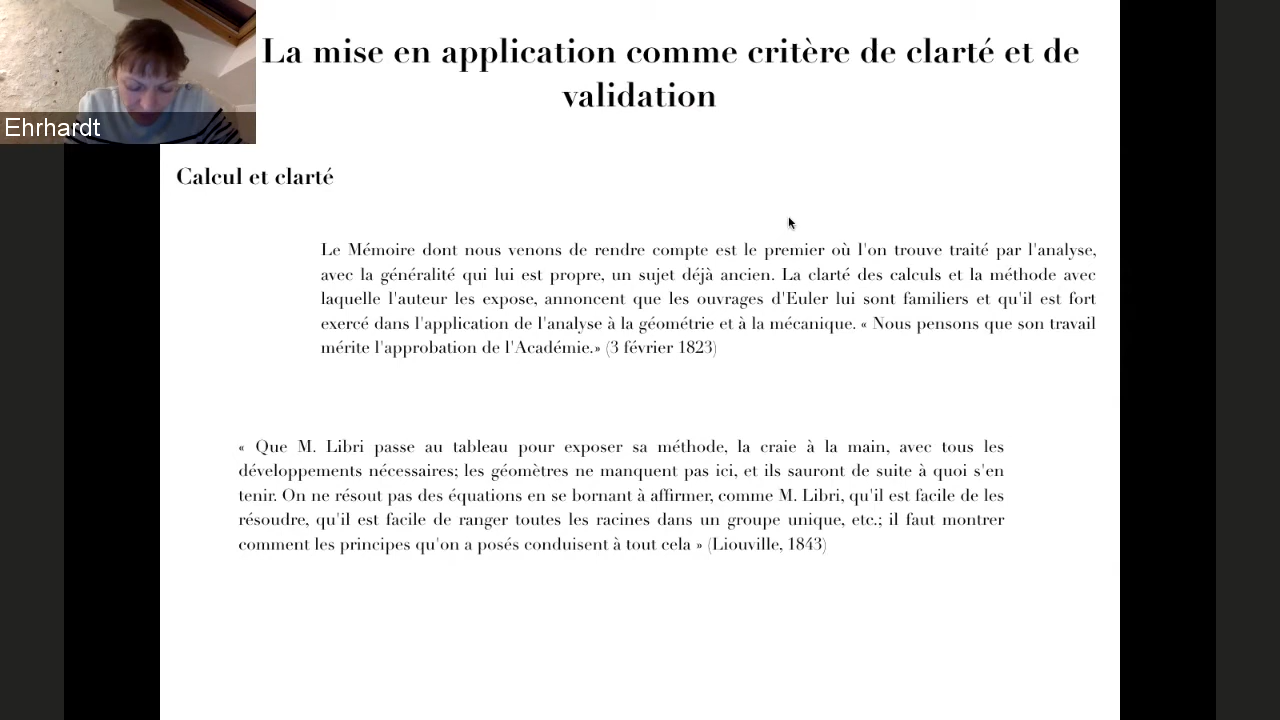 La mise en application comme critère de clarté et de
validation
Ehrhardt
Calcul et clarté
Le Mémoire dont nous venons de rendre compte est le premier où l'on trouve traité par l'analyse,
avec la généralité qui lui est propre, un sujet déjà ancien. La clarté des calculs et la méthode avec
laquelle l'auteur les expose, annoncent que les ouvrages d'Euler lui sont familiers et qu'il est fort
exercé dans l'application de l'analyse à la géométrie et à la mécanique. « Nous pensons que son travail
mérite l'approbation de l'Académie.» (3 février 1823)
« Que M. Libri passe au tableau pour exposer sa méthode, la craie à la main, avec tous les
développements nécessaires; les géomètres ne manquent pas ici, et ils sauront de suite à quoi s'en
tenir. On ne résout pas des équations en se bornant à affirmer, comme M. Libri, qu'il est facile de les
résoudre, qu'il est facile de ranger toutes les racines dans un groupe unique, etc.; il faut montrer
comment les principes qu'on a posés conduisent à tout cela » (Liouville, 1843)